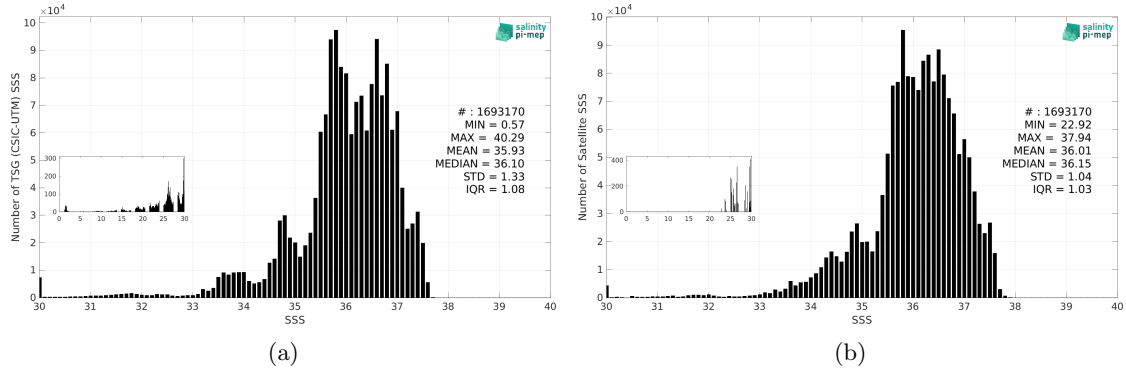 ×10⁴
salinity
pi-mep
# : 1693170
MIN = 0.57
MAX = 40.29
MEAN = 35.93
MEDIAN = 36.10
STD = 1.33
IQR = 1.08
Number of TSG (CSIC-UTM) SSS
10
9
8
7
6
5
4
3
2
1
0
300
200
100
0
0 5 10 15 20 25 30
30 31 32 33 34 35 36 37 38 39 40
SSS
(a)
×10⁴
salinity
pi-mep
# : 1693170
MIN = 22.92
MAX = 37.94
MEAN = 36.01
MEDIAN = 36.15
STD = 1.04
IQR = 1.03
Number of Satellite SSS
10
9
8
7
6
5
4
3
2
1
0
400
200
0
0 5 10 15 20 25 30
30 31 32 33 34 35 36 37 38 39 40
SSS
(b)